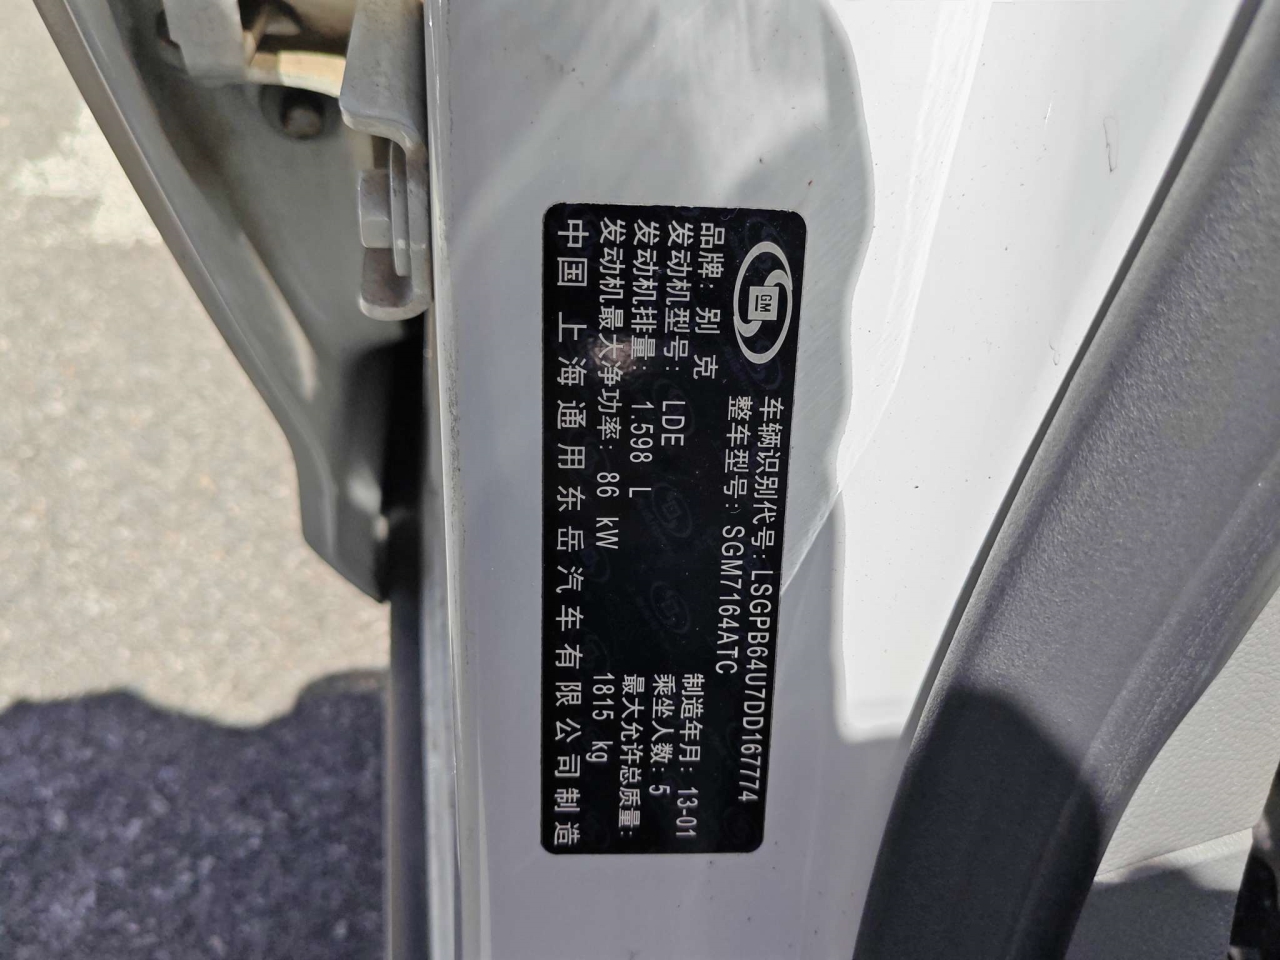 GM
车辆识别代号: LSGPB64U7DD167774
整车型号: SGM7164ATC
品牌: 别 克
制造年月: 13-01
发动机型号: LDE
乘坐人数: 5
发动机排量: 1.598 L
最大允许总质量:
发动机最大净功率: 86 kW
1815 kg
中国 上海通用东岳汽车有限公司制造